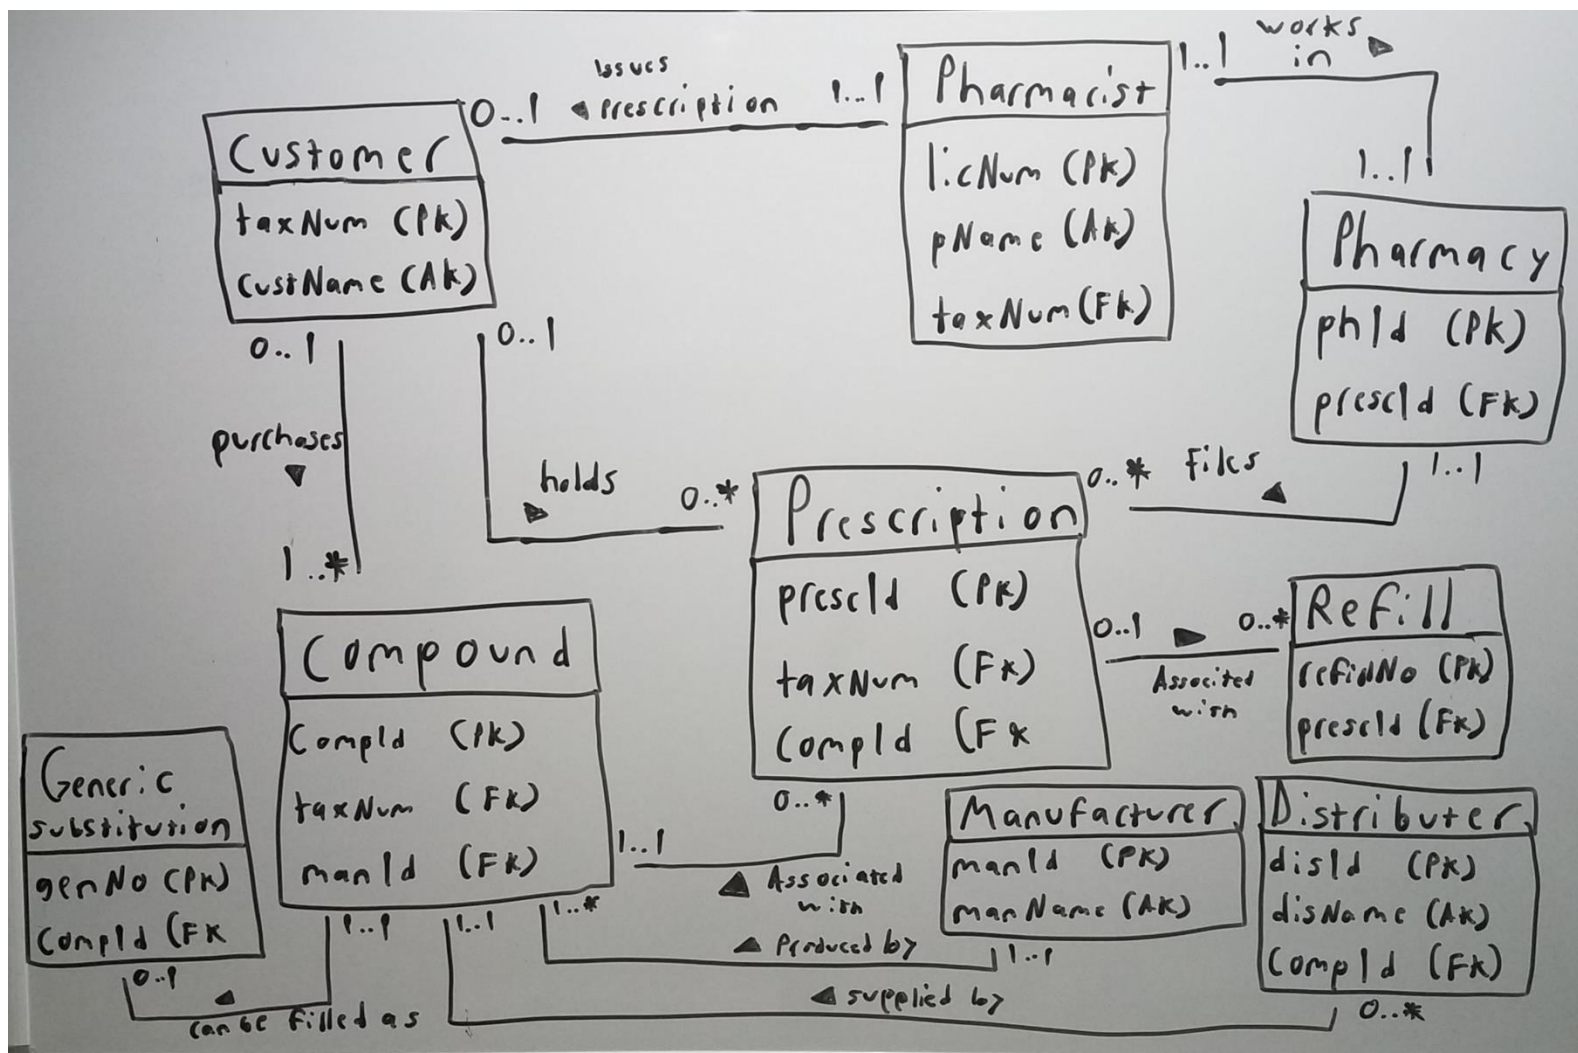 Customer
taxNum (PK)
custName (AK)
0..1
Issues
◄ Prescription
1..1
Pharmacist
licNum (PK)
pName (AK)
taxNum (FK)
1..1
works
in ►
1..1
Pharmacy
phId (PK)
prescId (FK)
0..1
purchases
▼
1..*
0..1
holds
►
0..*
Prescription
prescId (PK)
taxNum (FK)
CompId (FK
0..*
Files
◄
1..1
0..1
►
0..*
Associted
with
Refill
refidNo (PK)
prescId (FK)
Compound
CompId (PK)
taxNum (FK)
manId (FK)
Generic
substitution
genNo (PK)
CompId (FK
0..1
can be filled as
1..1
1..1
1..*
1..1
0..*
Associated
with
Produced by
1..1
supplied by
Manufacturer
manId (PK)
manName (AK)
Distributer
disId (PK)
disName (AK)
CompId (FK)
0..*